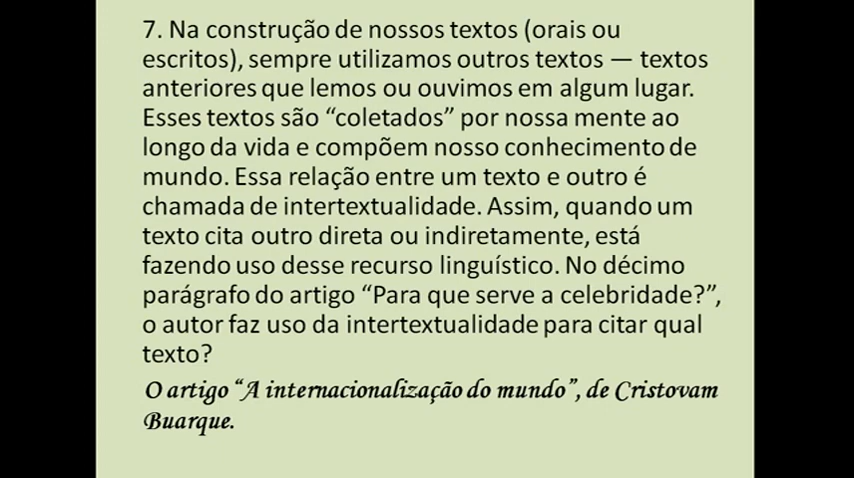 7. Na construção de nossos textos (orais ou
escritos), sempre utilizamos outros textos — textos
anteriores que lemos ou ouvimos em algum lugar.
Esses textos são “coletados” por nossa mente ao
longo da vida e compõem nosso conhecimento de
mundo. Essa relação entre um texto e outro é
chamada de intertextualidade. Assim, quando um
texto cita outro direta ou indiretamente, está
fazendo uso desse recurso linguístico. No décimo
parágrafo do artigo “Para que serve a celebridade?”,
o autor faz uso da intertextualidade para citar qual
texto?
O artigo “A internacionalização do mundo”, de Cristovam
Buarque.